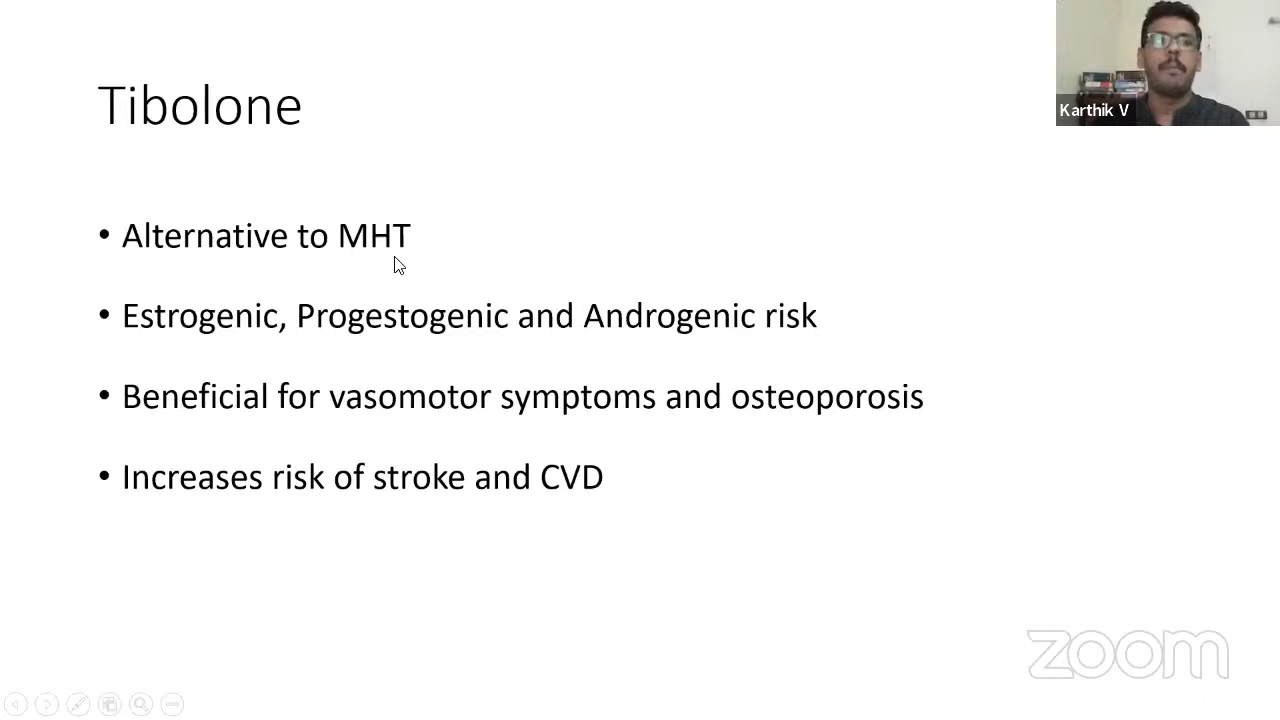 Tibolone
Karthik V
• Alternative to MHT
• Estrogenic, Progestogenic and Androgenic risk
• Beneficial for vasomotor symptoms and osteoporosis
• Increases risk of stroke and CVD
zoom